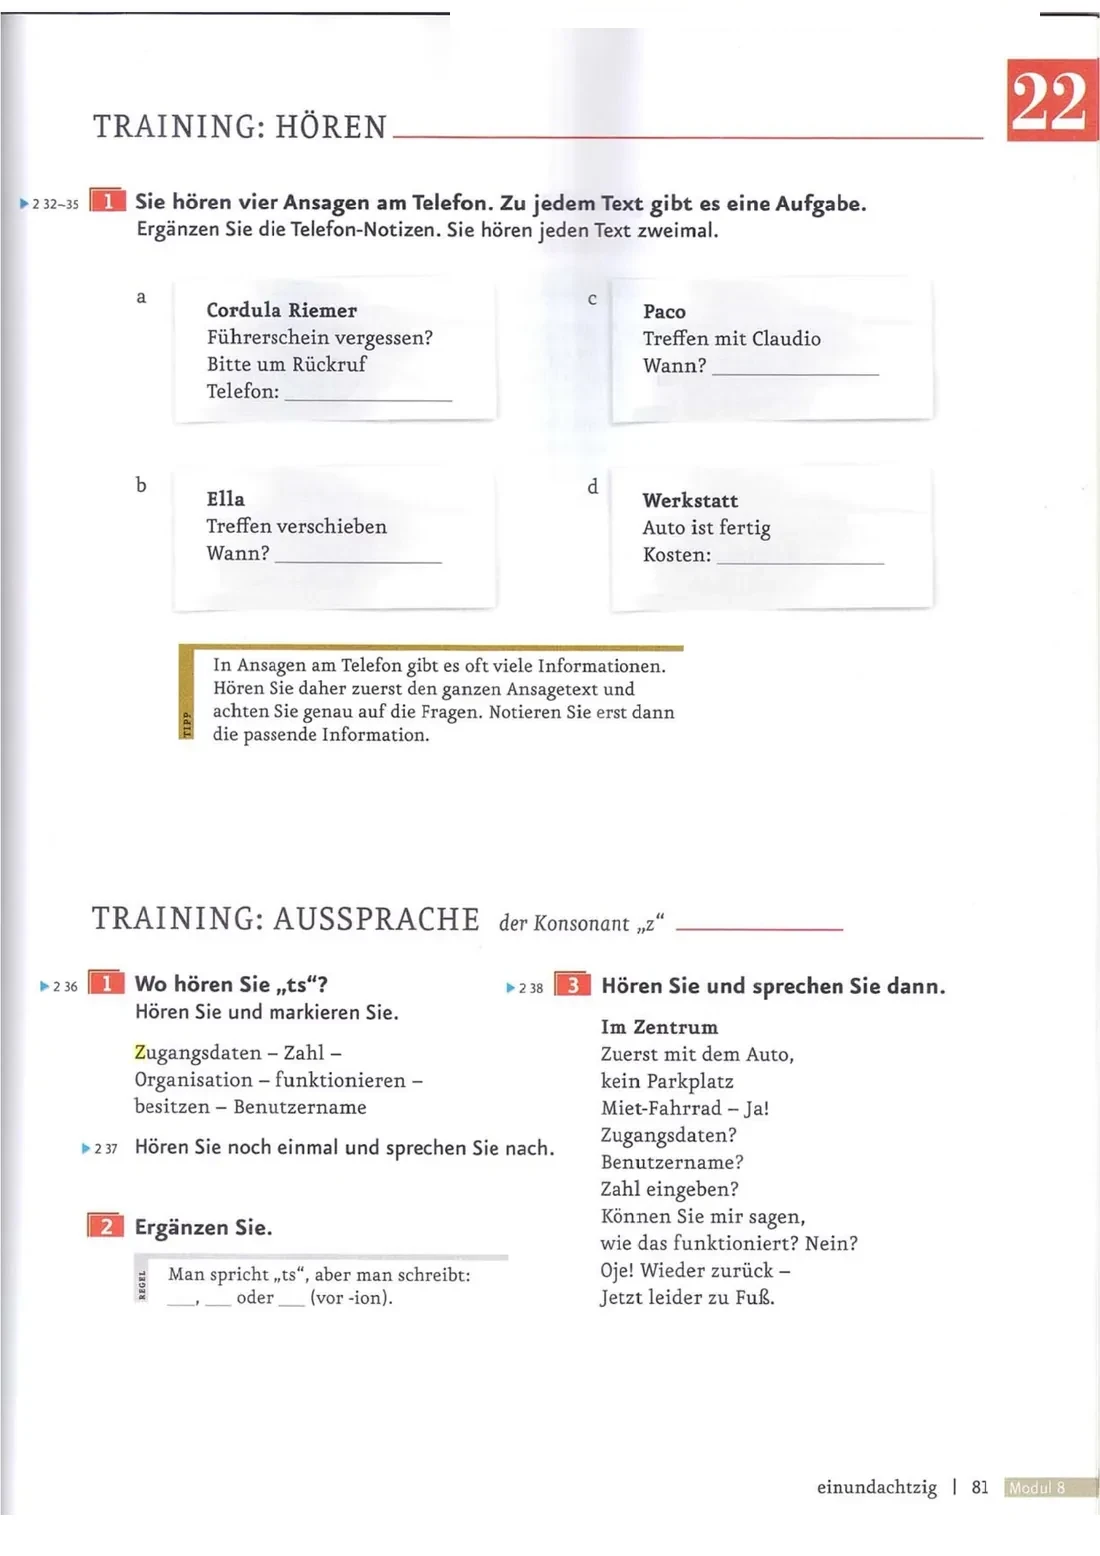 22
TRAINING: HÖREN
▶ 2 32–35 1 Sie hören vier Ansagen am Telefon. Zu jedem Text gibt es eine Aufgabe.
Ergänzen Sie die Telefon-Notizen. Sie hören jeden Text zweimal.
a
Cordula Riemer
Führerschein vergessen?
Bitte um Rückruf
Telefon: ____________
c
Paco
Treffen mit Claudio
Wann? ____________
b
Ella
Treffen verschieben
Wann? ____________
d
Werkstatt
Auto ist fertig
Kosten: ____________
TIPP
In Ansagen am Telefon gibt es oft viele Informationen.
Hören Sie daher zuerst den ganzen Ansagetext und
achten Sie genau auf die Fragen. Notieren Sie erst dann
die passende Information.
TRAINING: AUSSPRACHE der Konsonant „z“
▶ 2 36 1 Wo hören Sie „ts“?
Hören Sie und markieren Sie.
Zugangsdaten – Zahl –
Organisation – funktionieren –
besitzen – Benutzername
▶ 2 37 Hören Sie noch einmal und sprechen Sie nach.
2 Ergänzen Sie.
REGEL
Man spricht „ts“, aber man schreibt:
__, __ oder __ (vor -ion).
▶ 2 38 3 Hören Sie und sprechen Sie dann.
Im Zentrum
Zuerst mit dem Auto,
kein Parkplatz
Miet-Fahrrad – Ja!
Zugangsdaten?
Benutzername?
Zahl eingeben?
Können Sie mir sagen,
wie das funktioniert? Nein?
Oje! Wieder zurück –
Jetzt leider zu Fuß.
einundachtzig | 81 Modul 8